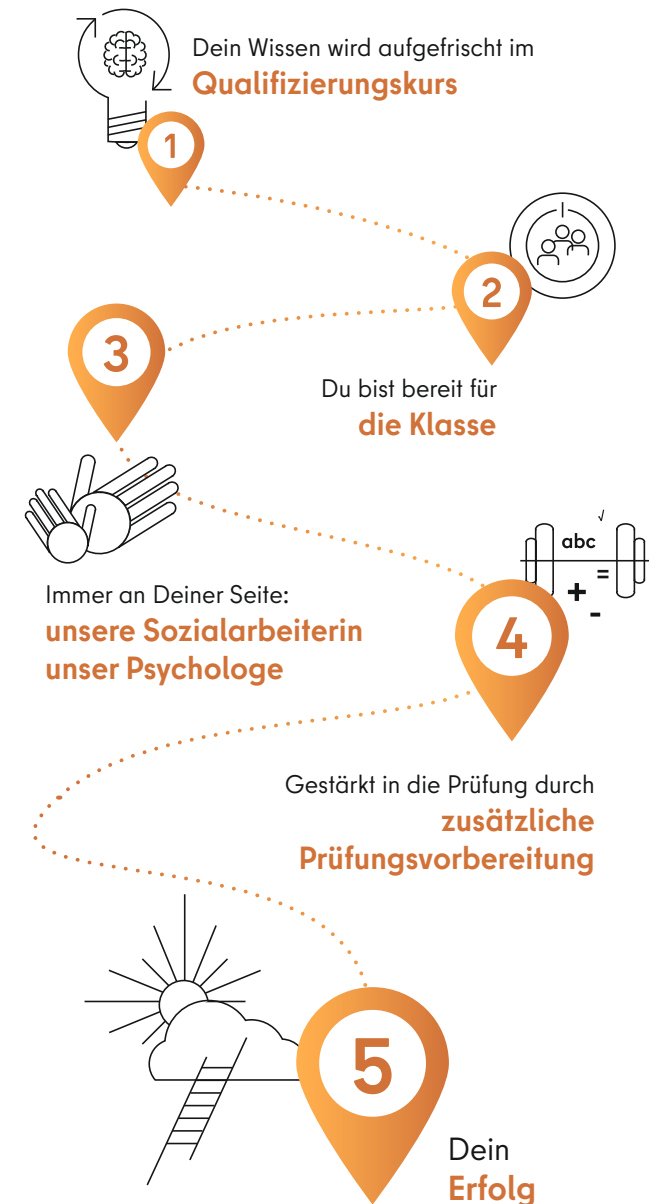 Dein Wissen wird aufgefrischt im
Qualifizierungskurs
1
2
Du bist bereit für
die Klasse
3
Immer an Deiner Seite:
unsere Sozialarbeiterin
unser Psychologe
√
abc
=
+
-
4
Gestärkt in die Prüfung durch
zusätzliche
Prüfungsvorbereitung
5
Dein
Erfolg